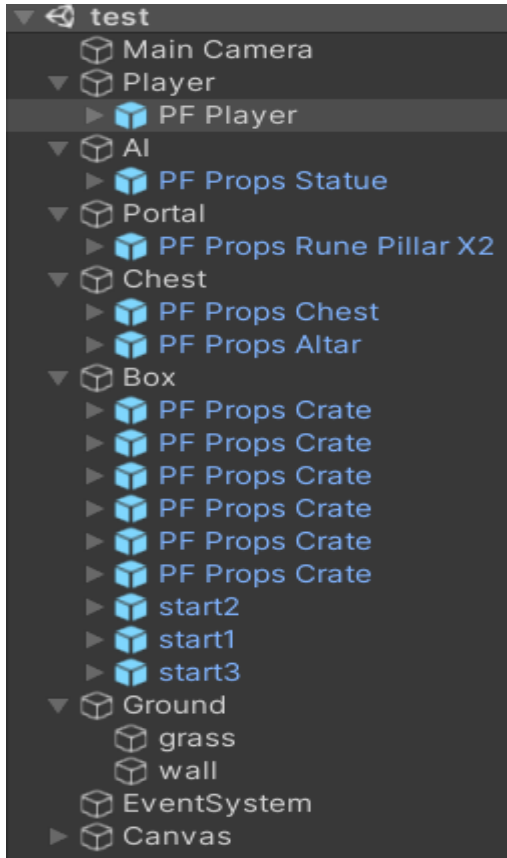 test
Main Camera
Player
PF Player
AI
PF Props Statue
Portal
PF Props Rune Pillar X2
Chest
PF Props Chest
PF Props Altar
Box
PF Props Crate
PF Props Crate
PF Props Crate
PF Props Crate
PF Props Crate
PF Props Crate
start2
start1
start3
Ground
grass
wall
EventSystem
Canvas